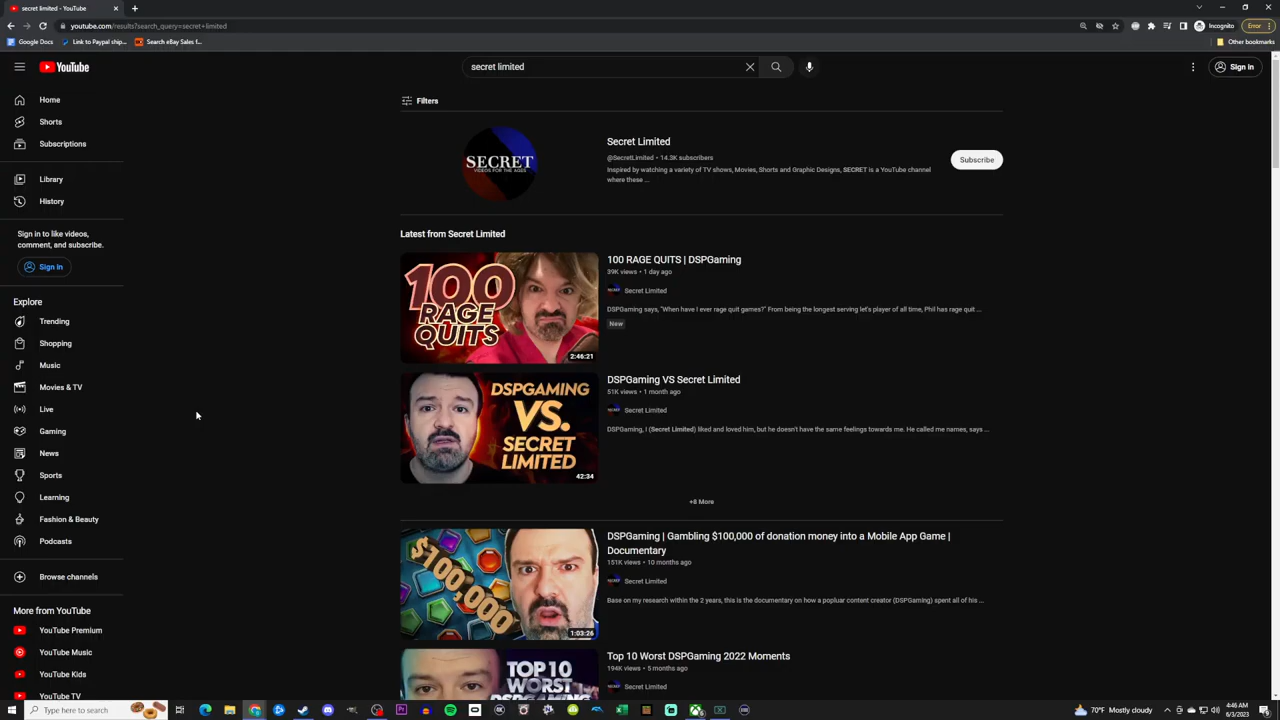 secret limited - YouTube
youtube.com/results?search_query=secret+limited
Incognito
Error
Google Docs
Link to Paypal ship...
Search eBay Sales f...
Other bookmarks
YouTube
secret limited
Sign in
Home
Shorts
Subscriptions
Library
History
Sign in to like videos,
comment, and subscribe.
Sign in
Explore
Trending
Shopping
Music
Movies & TV
Live
Gaming
News
Sports
Learning
Fashion & Beauty
Podcasts
Browse channels
More from YouTube
YouTube Premium
YouTube Music
YouTube Kids
YouTube TV
Filters
SECRET
VIDEOS FOR THE AGES
Secret Limited
@SecretLimited • 14.3K subscribers
Inspired by watching a variety of TV shows, Movies, Shorts and Graphic Designs, SECRET is a YouTube channel
where these ...
Subscribe
Latest from Secret Limited
100
RAGE
QUITS
2:46:21
100 RAGE QUITS | DSPGaming
39K views • 1 day ago
Secret Limited
DSPGaming says, "When have I ever rage quit games?" From being the longest serving let's player of all time, Phil has rage quit ...
New
DSPGAMING
VS.
SECRET
LIMITED
42:34
DSPGaming VS Secret Limited
51K views • 1 month ago
Secret Limited
DSPGaming, I (Secret Limited) liked and loved him, but he doesn't have the same feelings towards me. He called me names, says ...
+8 More
$100,000
1:03:26
DSPGaming | Gambling $100,000 of donation money into a Mobile App Game |
Documentary
151K views • 10 months ago
Secret Limited
Base on my research within the 2 years, this is the documentary on how a popluar content creator (DSPGaming) spent all of his ...
TOP 10
WORST
DSPGAMING
Top 10 Worst DSPGaming 2022 Moments
194K views • 5 months ago
Secret Limited
Type here to search
70°F Mostly cloudy
4:46 AM
6/3/2023